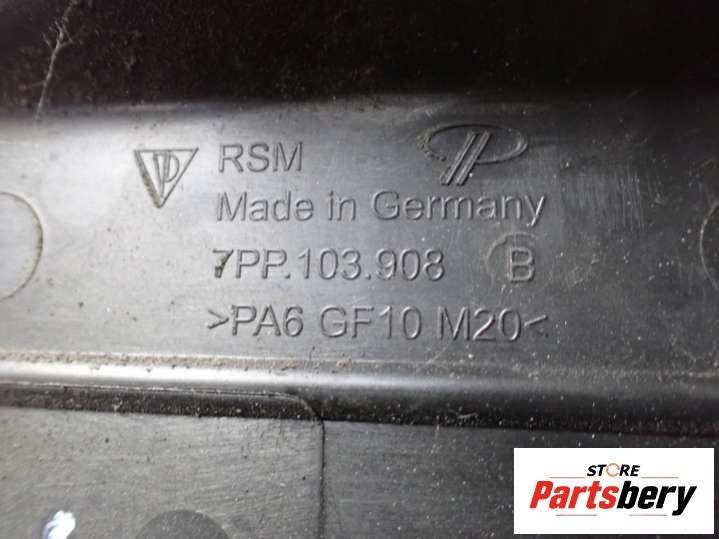 RSM
Made in Germany
7PP.103.908 B
>PA6 GF10 M20<
STORE
Partsbery